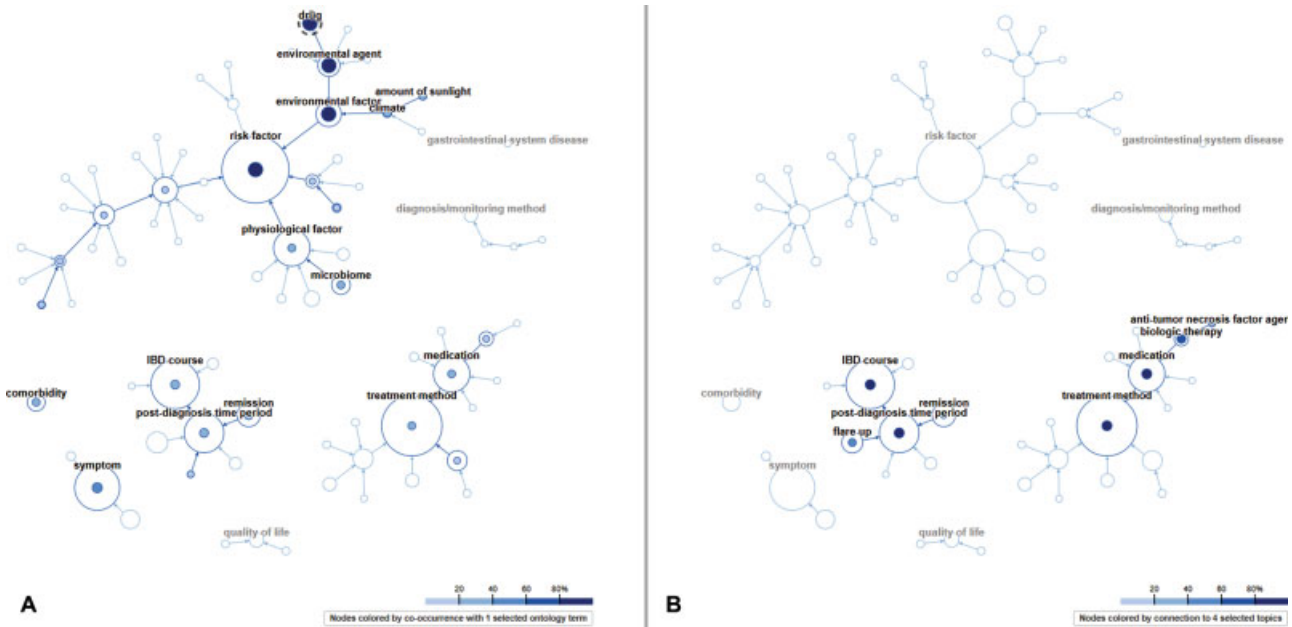 drug
environmental agent
amount of sunlight
environmental factor
climate
risk factor
gastrointestinal system disease
diagnosis/monitoring method
physiological factor
microbiome
IBD course
medication
comorbidity
remission
treatment method
post-diagnosis time period
symptom
quality of life
20 40 60 80%
A
Nodes colored by co-occurrence with 1 selected ontology term
risk factor
gastrointestinal system disease
diagnosis/monitoring method
anti-tumor necrosis factor ager
biologic therapy
IBD course
medication
comorbidity
remission
treatment method
post-diagnosis time period
flare up
symptom
quality of life
20 40 60 80%
B
Nodes colored by connection to 4 selected topics